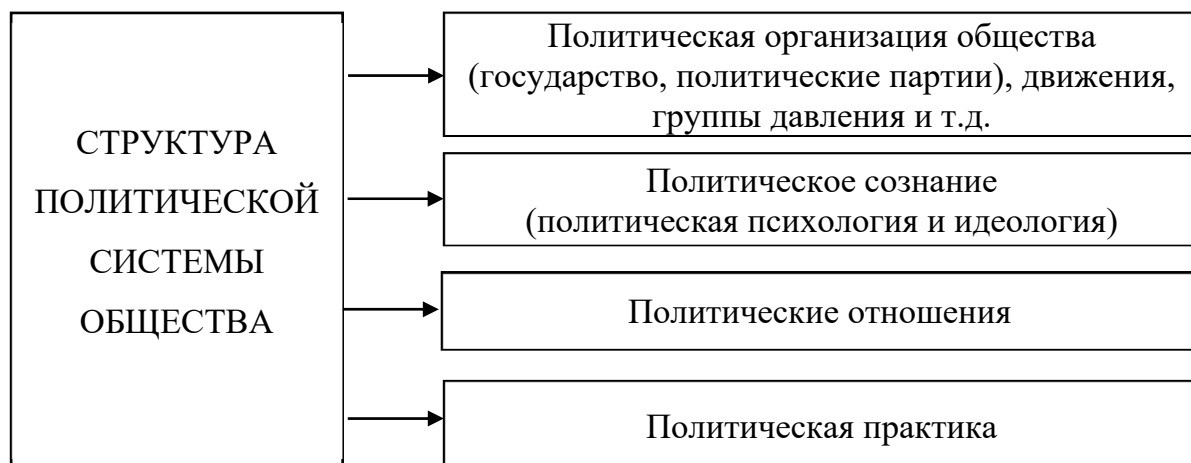 СТРУКТУРА
ПОЛИТИЧЕСКОЙ
СИСТЕМЫ
ОБЩЕСТВА
Политическая организация общества
(государство, политические партии), движения,
группы давления и т.д.
Политическое сознание
(политическая психология и идеология)
Политические отношения
Политическая практика